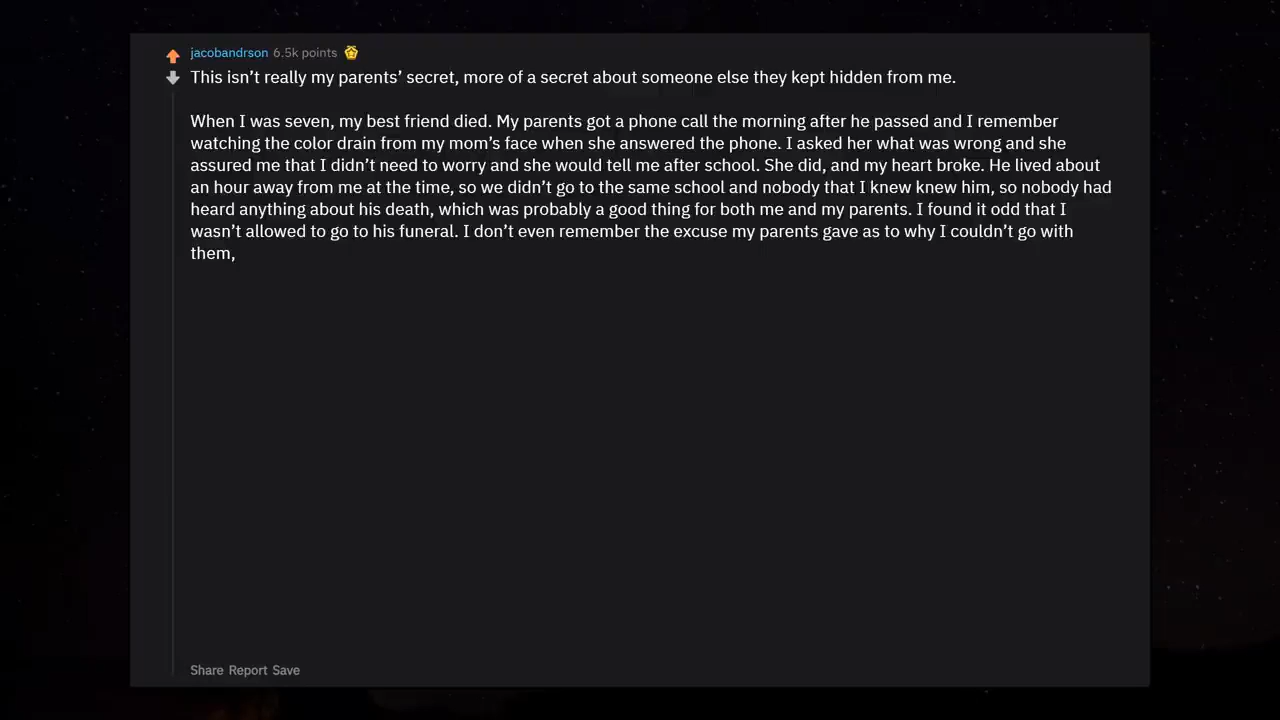 jacobandrson 6.5k points
This isn’t really my parents’ secret, more of a secret about someone else they kept hidden from me.
When I was seven, my best friend died. My parents got a phone call the morning after he passed and I remember
watching the color drain from my mom’s face when she answered the phone. I asked her what was wrong and she
assured me that I didn’t need to worry and she would tell me after school. She did, and my heart broke. He lived about
an hour away from me at the time, so we didn’t go to the same school and nobody that I knew knew him, so nobody had
heard anything about his death, which was probably a good thing for both me and my parents. I found it odd that I
wasn’t allowed to go to his funeral. I don’t even remember the excuse my parents gave as to why I couldn’t go with
them,
Share Report Save